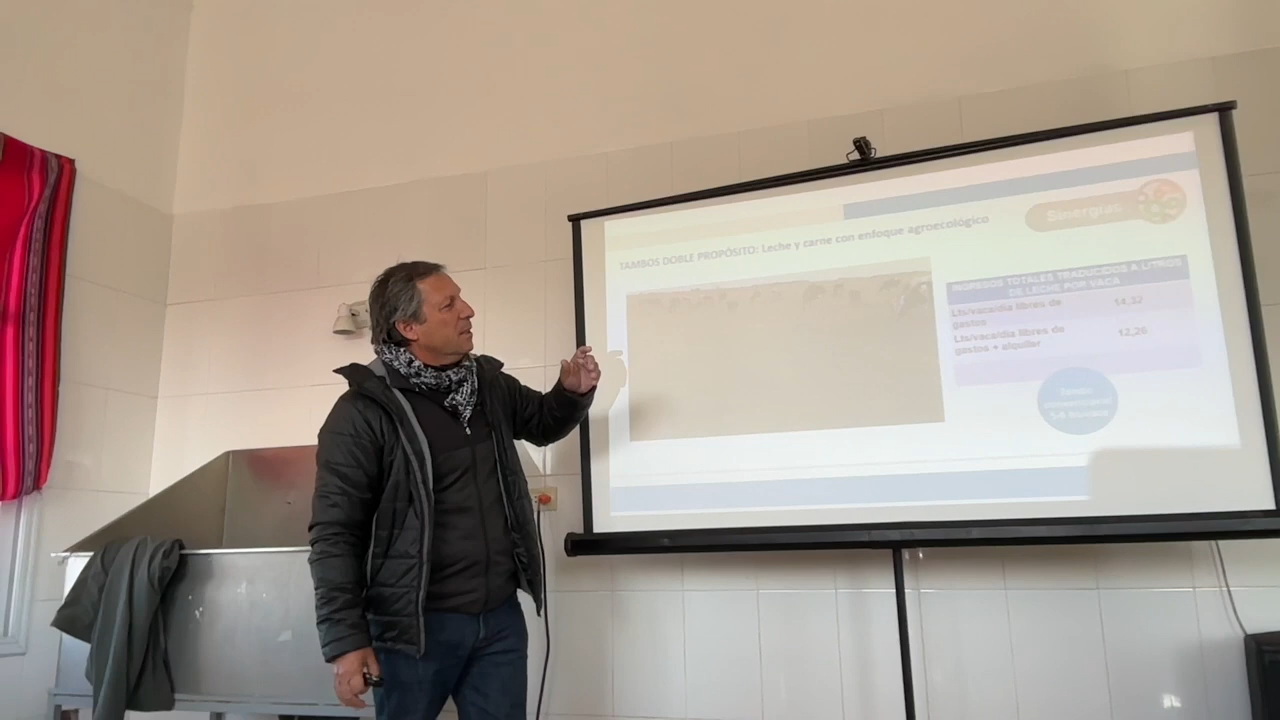 Sinergias
TAMBOS DOBLE PROPÓSITO: Leche y carne con enfoque agroecológico
INGRESOS TOTALES TRADUCIDOS A LITROS
DE LECHE POR VACA
Lts/vaca/día libres de
gastos
14,32
Lts/vaca/día libres de
gastos + alquiler
12,26
Tambo